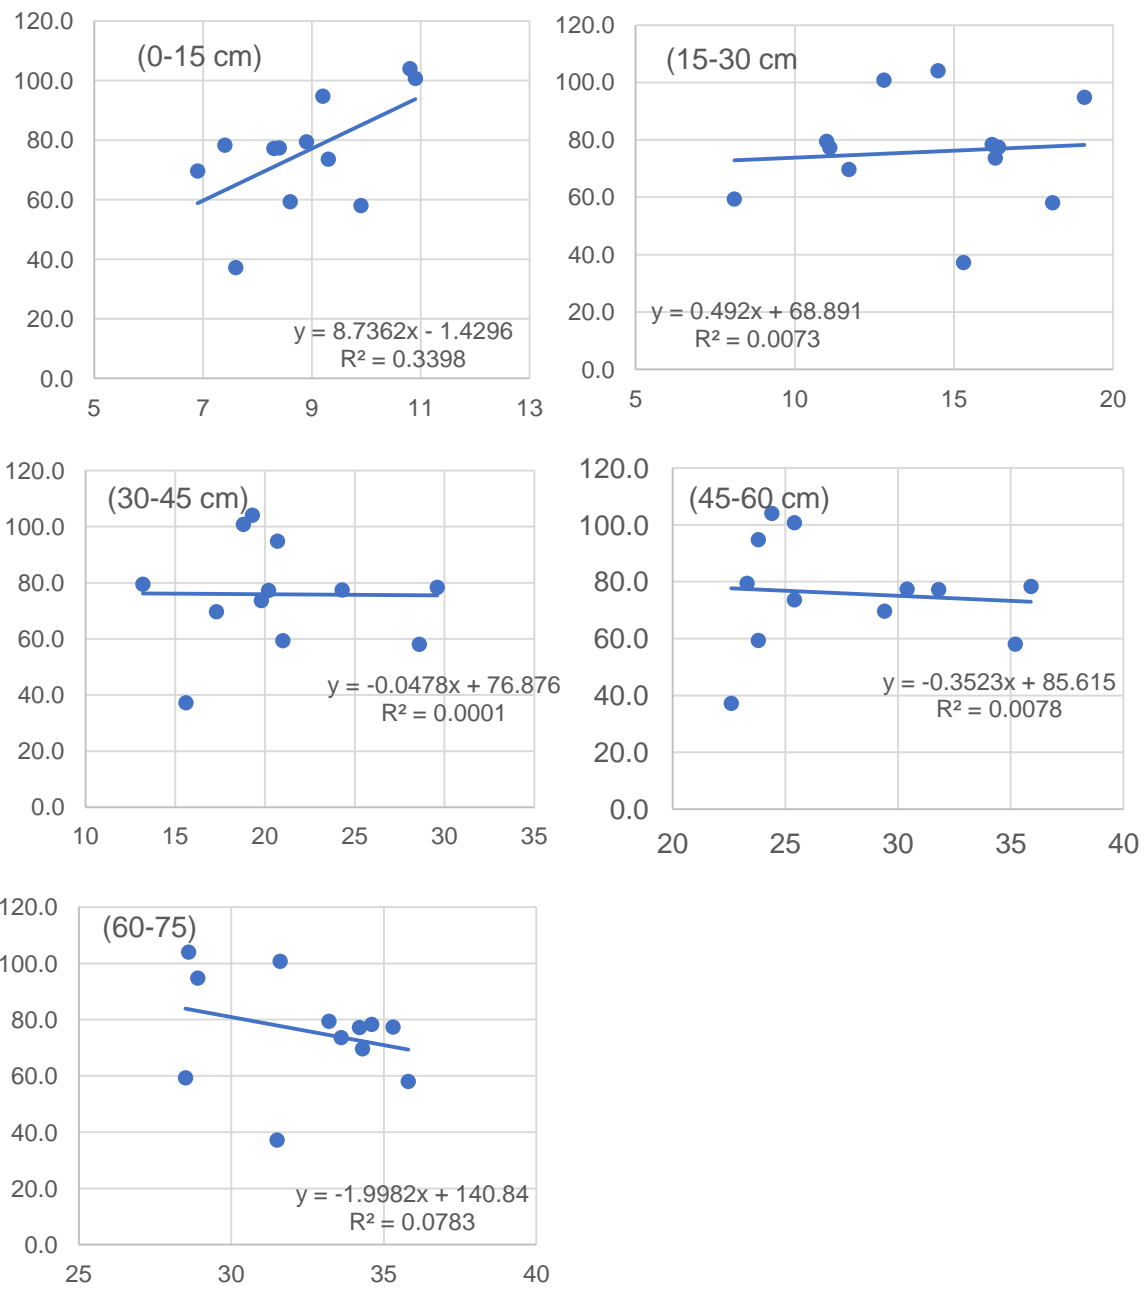 120.0
100.0
80.0
60.0
40.0
20.0
0.0
5 7 9 11 13
(0-15 cm)
y = 8.7362x - 1.4296
R² = 0.3398
120.0
100.0
80.0
60.0
40.0
20.0
0.0
5 10 15 20
(15-30 cm
y = 0.492x + 68.891
R² = 0.0073
120.0
100.0
80.0
60.0
40.0
20.0
0.0
10 15 20 25 30 35
(30-45 cm)
y = -0.0478x + 76.876
R² = 0.0001
120.0
100.0
80.0
60.0
40.0
20.0
0.0
20 25 30 35 40
(45-60 cm)
y = -0.3523x + 85.615
R² = 0.0078
120.0
100.0
80.0
60.0
40.0
20.0
0.0
25 30 35 40
(60-75)
y = -1.9982x + 140.84
R² = 0.0783